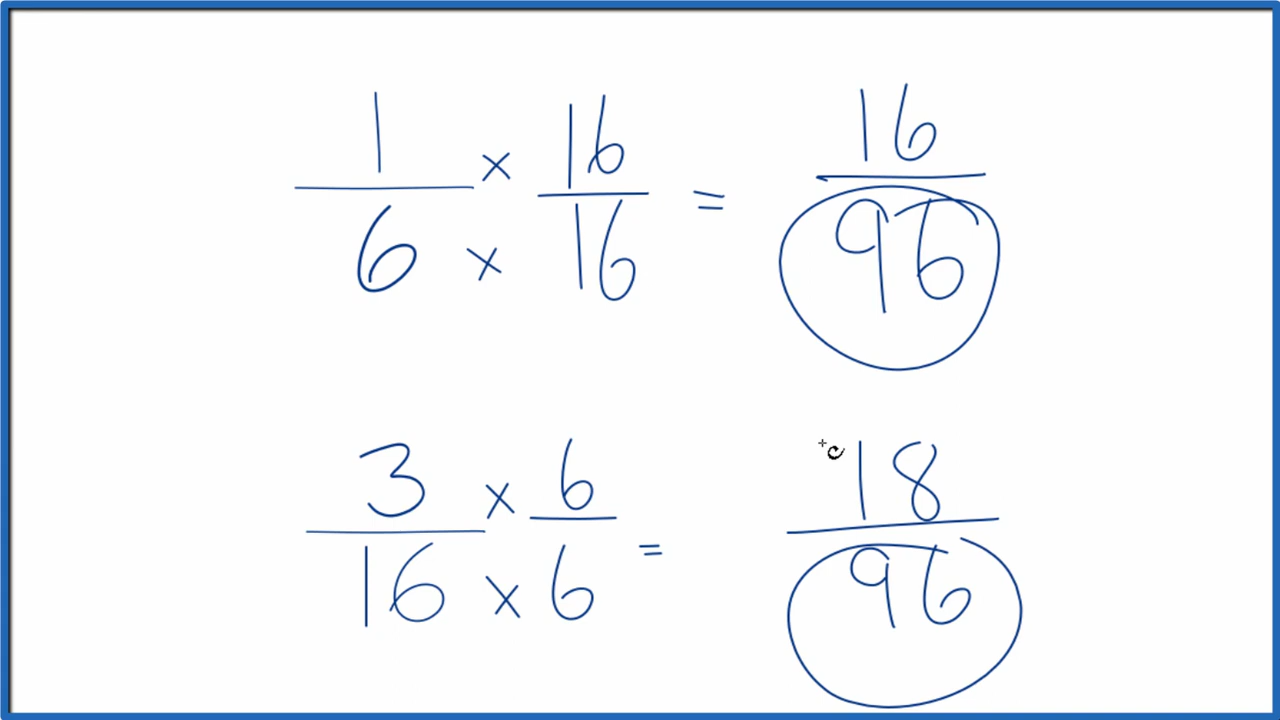 1/6 × 16/16 = 16/96
3/16 × 6/6 = 18/96